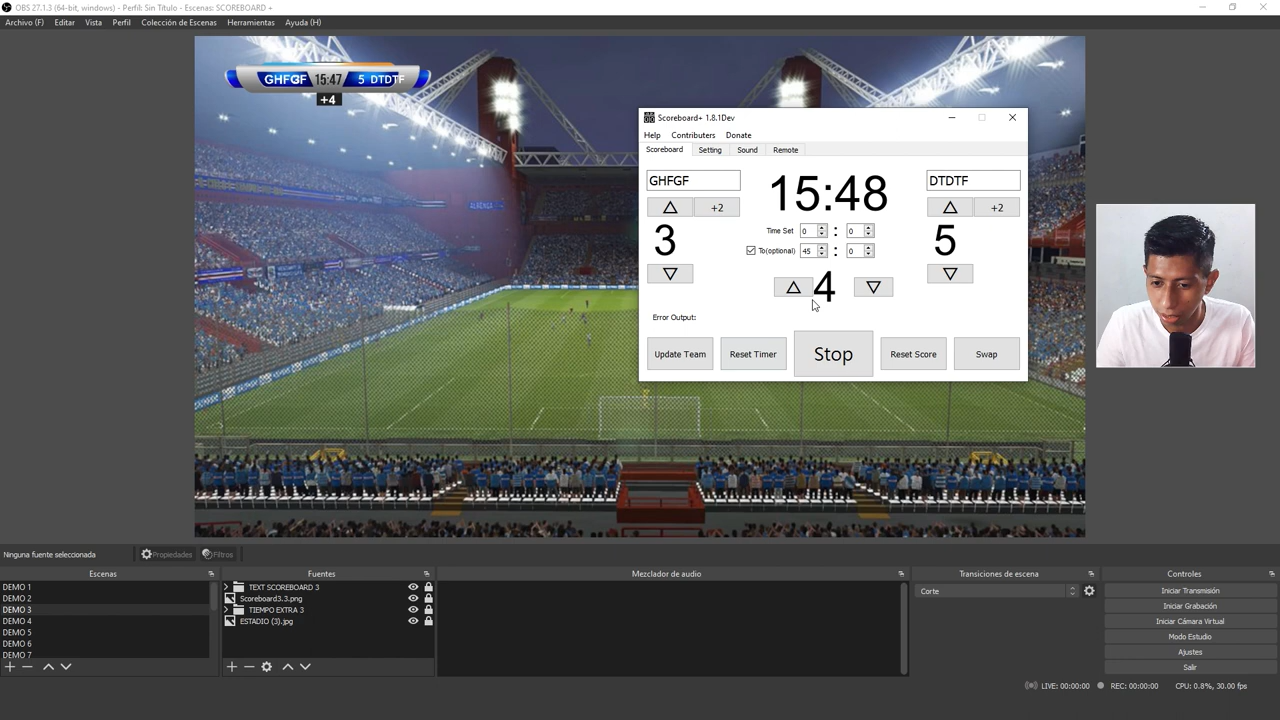 OBS 27.1.3 (64-bit, windows) - Perfil: Sin Título - Escenas: SCOREBOARD +
Archivo (F) Editar Vista Perfil Colección de Escenas Herramientas Ayuda (H)
GHFGF 15:47 5 DTDTF
+4
Scoreboard+ 1.8.1Dev
Help Contributers Donate
Scoreboard Setting Sound Remote
GHFGF 15:48 DTDTF
+2 +2
Time Set 0 : 0
3 5
To(optional) 45 : 0
4
Error Output:
Update Team Reset Timer Stop Reset Score Swap
Ninguna fuente seleccionada Propiedades Filtros
Escenas Fuentes Mezclador de audio Transiciones de escena Controles
DEMO 1
DEMO 2
DEMO 3
DEMO 4
DEMO 5
DEMO 6
DEMO 7
TEXT SCOREBOARD 3
Scoreboard3.3.png
TIEMPO EXTRA 3
ESTADIO (3).jpg
Corte
Iniciar Transmisión
Iniciar Grabación
Iniciar Cámara Virtual
Modo Estudio
Ajustes
Salir
LIVE: 00:00:00 REC: 00:00:00 CPU: 0.8%, 30.00 fps